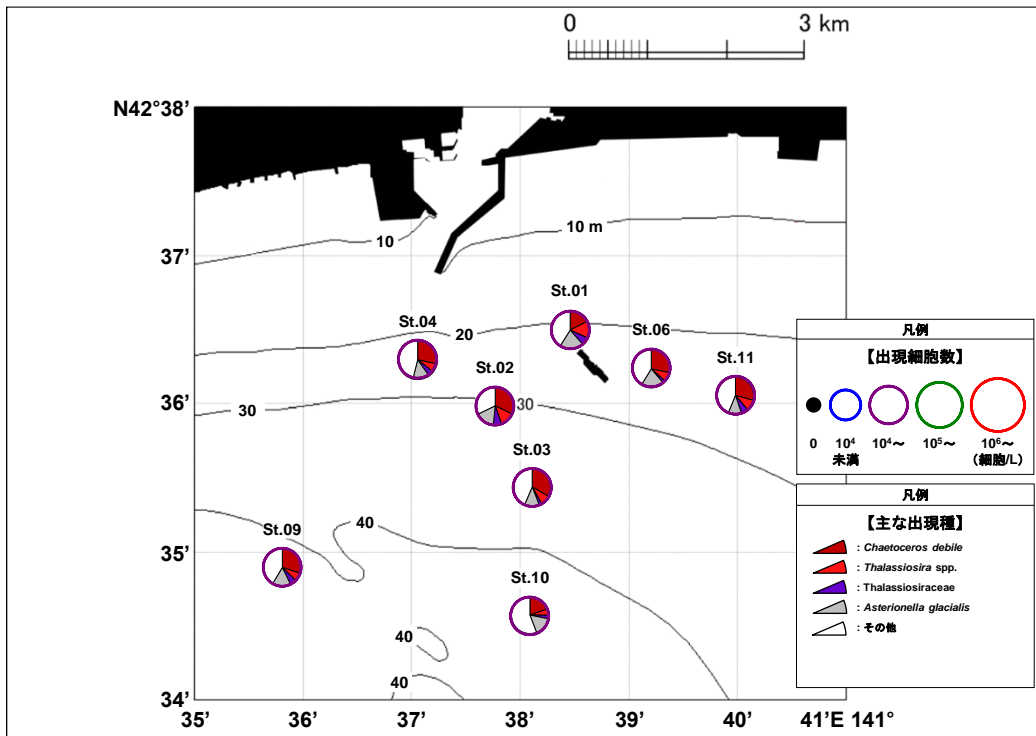 0 3 km
N42°38’
10 10 m
37’
St.01
St.04 20 St.06
St.02 St.11
36’
30 30
St.03
40
St.09
35’
St.10
40
40
34’
35’ 36’ 37’ 38’ 39’ 40’ 41’E 141°
凡例
【出現細胞数】
0 10⁴ 10⁴～ 10⁵～ 10⁶～
未満 (細胞/L)
凡例
【主な出現種】
: Chaetoceros debile
: Thalassiosira spp.
: Thalassiosiraceae
: Asterionella glacialis
: その他